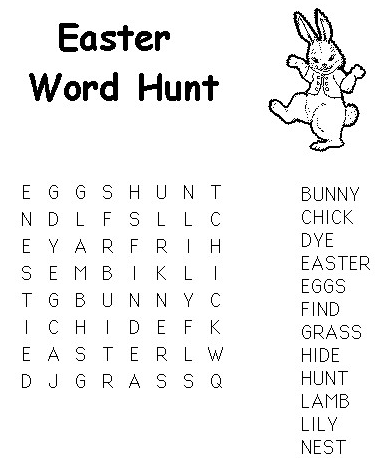 Easter
Word Hunt
E G G S H U N T
N D L F S L L C
E Y A R F R I H
S E M B I K L I
T G B U N N Y C
I C H I D E F K
E A S T E R L W
D J G R A S S Q
BUNNY
CHICK
DYE
EASTER
EGGS
FIND
GRASS
HIDE
HUNT
LAMB
LILY
NEST